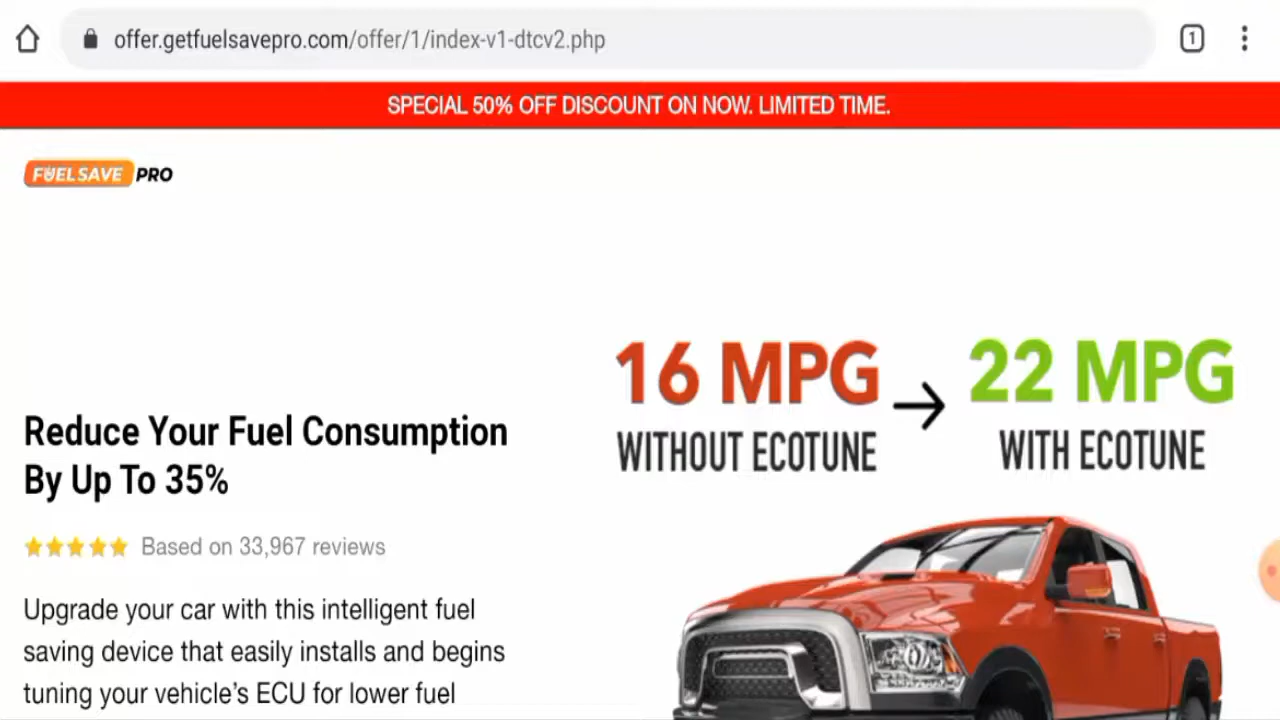 offer.getfuelsavepro.com/offer/1/index-v1-dtcv2.php
1
SPECIAL 50% OFF DISCOUNT ON NOW. LIMITED TIME.
FUEL SAVE PRO
16 MPG
WITHOUT ECOTUNE
22 MPG
WITH ECOTUNE
Reduce Your Fuel Consumption
By Up To 35%
Based on 33,967 reviews
Upgrade your car with this intelligent fuel
saving device that easily installs and begins
tuning your vehicle's ECU for lower fuel